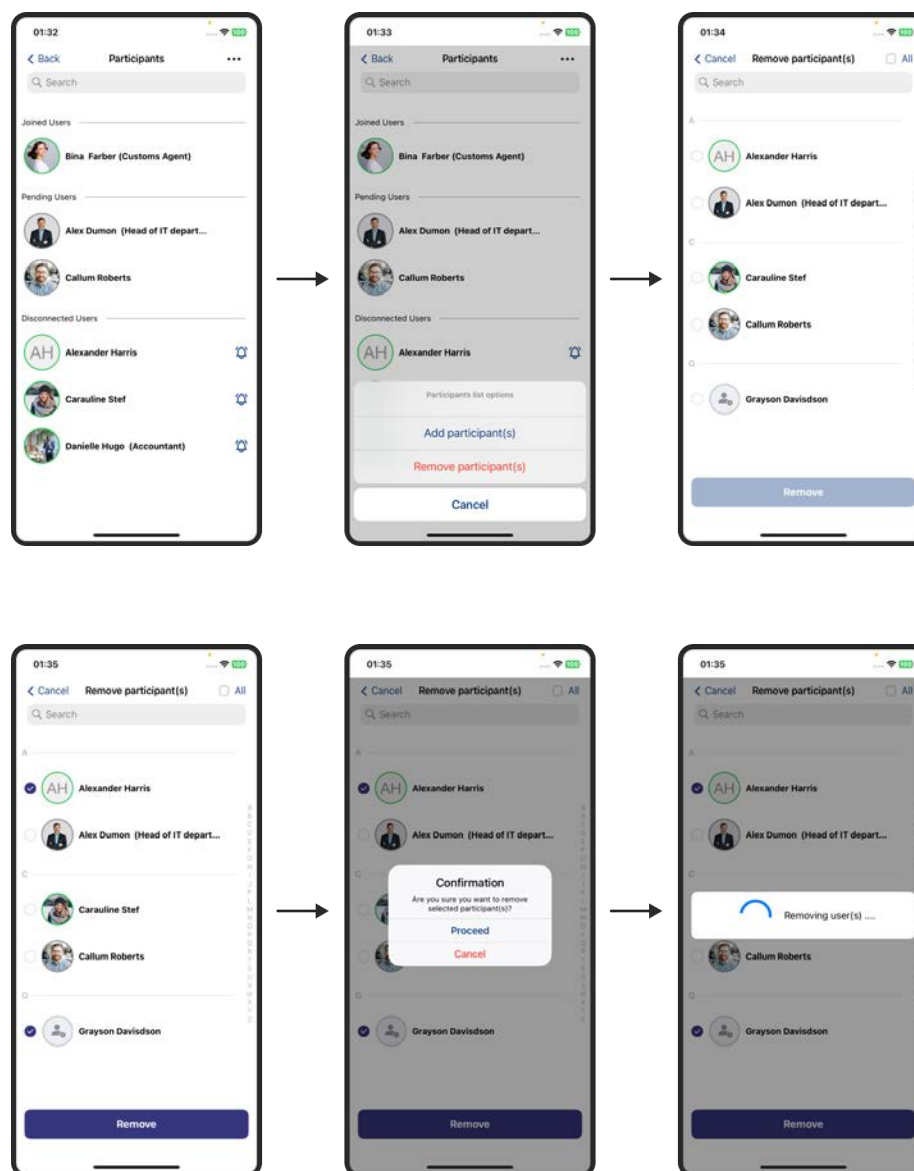 01:32
100
Back Participants ...
Search
Joined Users
Bina Farber (Customs Agent)
Pending Users
Alex Dumon (Head of IT depart...
Callum Roberts
Disconnected Users
AH Alexander Harris
Carauline Stef
Danielle Hugo (Accountant)
01:33
100
Back Participants ...
Search
Joined Users
Bina Farber (Customs Agent)
Pending Users
Alex Dumon (Head of IT depart...
Callum Roberts
Disconnected Users
AH Alexander Harris
Participants list options
Add participant(s)
Remove participant(s)
Cancel
01:34
100
Cancel Remove participant(s) All
Search
A
AH Alexander Harris
Alex Dumon (Head of IT depart...
C
Carauline Stef
Callum Roberts
G
Grayson Davisdson
Remove
01:35
100
Cancel Remove participant(s) All
Search
A
AH Alexander Harris
Alex Dumon (Head of IT depart...
C
Carauline Stef
Callum Roberts
G
Grayson Davisdson
Remove
01:35
100
Cancel Remove participant(s) All
Search
A
AH Alexander Harris
Alex Dumon (Head of IT depart...
C
Confirmation
Are you sure you want to remove
selected participant(s)?
Proceed
Cancel
G
Grayson Davisdson
Remove
01:35
100
Cancel Remove participant(s) All
Search
A
AH Alexander Harris
Alex Dumon (Head of IT depart...
C
Removing user(s) ....
Callum Roberts
G
Grayson Davisdson
Remove